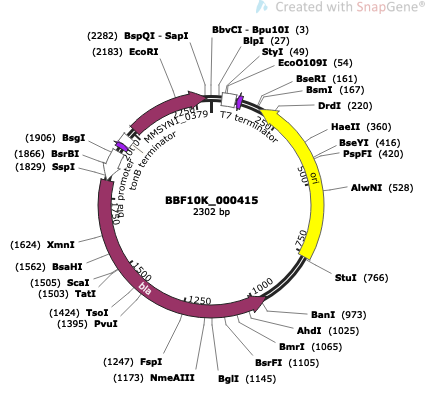 Created with SnapGene®
(2282) BspQI - SapI
BbvCI - Bpu10I (3)
BlpI (27)
(2183) EcoRI
StyI (49)
EcoO109I (54)
BseRI (161)
BsmI (167)
DrdI (220)
HaeII (360)
BseYI (416)
PspFI (420)
AlwNI (528)
StuI (766)
BanI (973)
AhdI (1025)
BmrI (1065)
BsrFI (1105)
BglI (1145)
(1173) NmeAIII
(1247) FspI
(1395) PvuI
(1424) TsoI
(1503) TatI
(1505) ScaI
(1562) BsaHI
(1624) XmnI
(1829) SspI
(1866) BsrBI
(1906) BsgI
MMSYN1_0379
T7 terminator
tonB terminator
bla promoter
ori
bla
250
500
750
1000
1250
1500
1750
BBF10K_000415
2302 bp